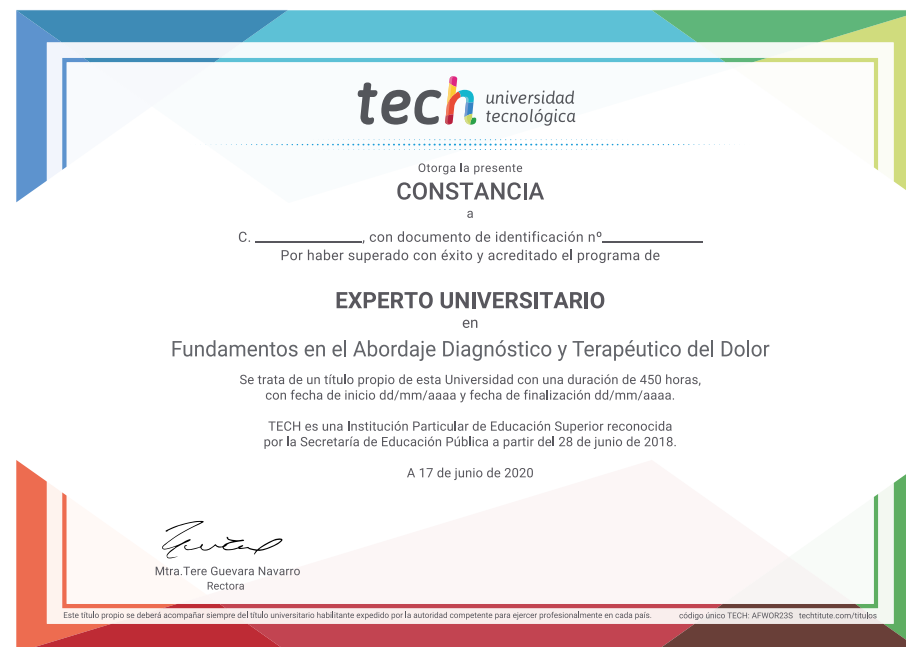 tech universidad
tecnológica
Otorga la presente
CONSTANCIA
a
C. ______________, con documento de identificación nº_____________
Por haber superado con éxito y acreditado el programa de
EXPERTO UNIVERSITARIO
en
Fundamentos en el Abordaje Diagnóstico y Terapéutico del Dolor
Se trata de un título propio de esta Universidad con una duración de 450 horas,
con fecha de inicio dd/mm/aaaa y fecha de finalización dd/mm/aaaa.
TECH es una Institución Particular de Educación Superior reconocida
por la Secretaría de Educación Pública a partir del 28 de junio de 2018.
A 17 de junio de 2020
Mtra.Tere Guevara Navarro
Rectora
Este título propio se deberá acompañar siempre del título universitario habilitante expedido por la autoridad competente para ejercer profesionalmente en cada país. código único TECH: AFWOR23S techtitute.com/titulos